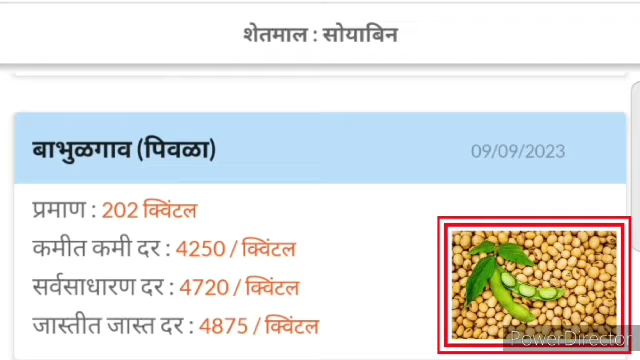 शेतमाल : सोयाबिन
बाभुळगाव (पिवळा) 09/09/2023
प्रमाण : 202 क्विंटल
कमीत कमी दर : 4250 / क्विंटल
सर्वसाधारण दर : 4720 / क्विंटल
जास्तीत जास्त दर : 4875 / क्विंटल
PowerDirector